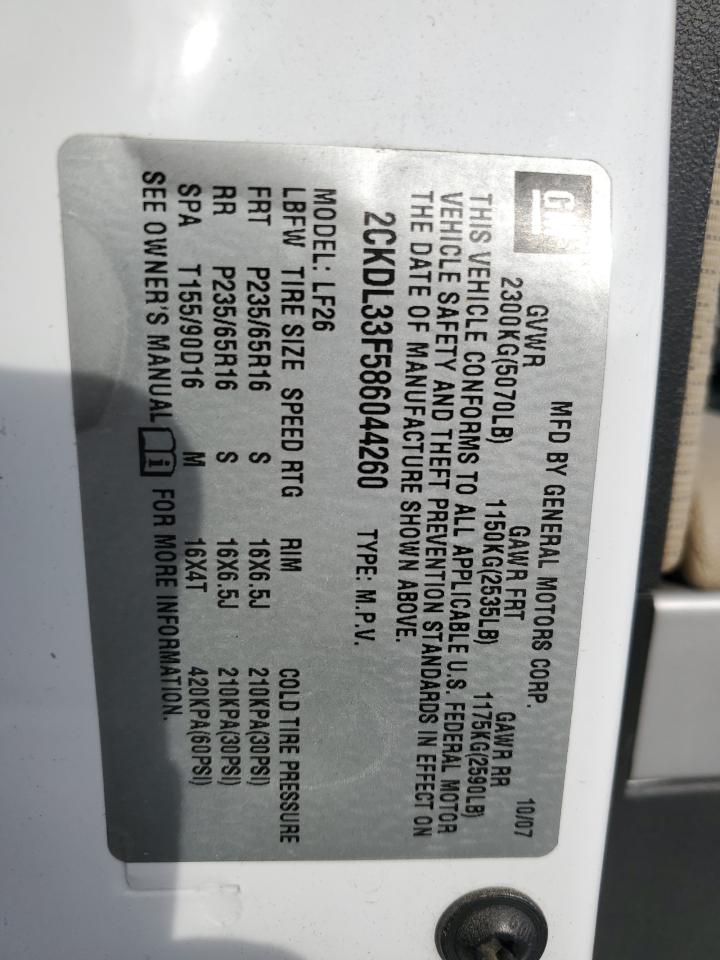 GM
MFD BY GENERAL MOTORS CORP. 10/07
GVWR GAWR FRT GAWR RR
2300KG(5070LB) 1150KG(2535LB) 1175KG(2590LB)
THIS VEHICLE CONFORMS TO ALL APPLICABLE U.S. FEDERAL MOTOR
VEHICLE SAFETY AND THEFT PREVENTION STANDARDS IN EFFECT ON
THE DATE OF MANUFACTURE SHOWN ABOVE.
2CKDL33F586044260 TYPE: M.P.V.
MODEL: LF26
LBFW TIRE SIZE SPEED RTG RIM COLD TIRE PRESSURE
FRT P235/65R16 S 16X6.5J 210KPA(30PSI)
RR P235/65R16 S 16X6.5J 210KPA(30PSI)
SPA T155/90D16 M 16X4T 420KPA(60PSI)
SEE OWNER'S MANUAL FOR MORE INFORMATION.